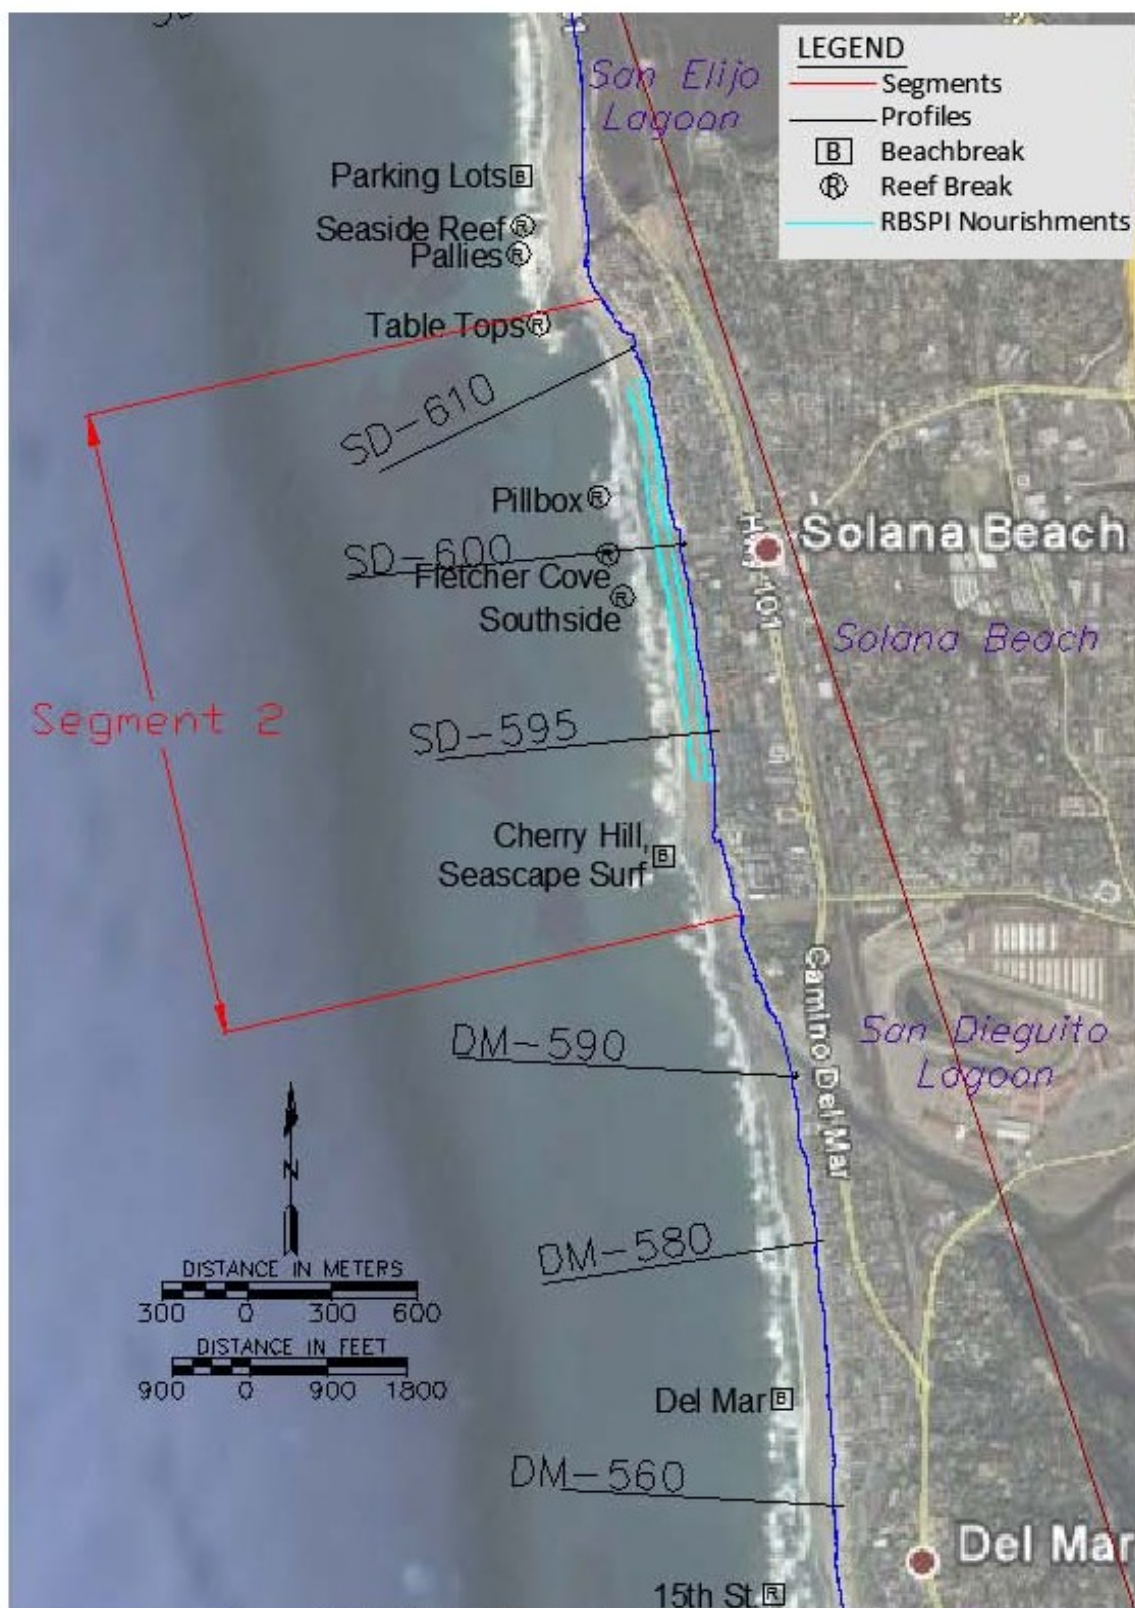 LEGEND
Segments
Profiles
B Beachbreak
R Reef Break
RBSPI Nourishments
San Elijo
Lagoon
Parking Lots B
Seaside Reef R
Pallies R
Table Tops R
SD-610
Pillbox R
SD-600
Fletcher Cove R
Southside R
Hwy 101
Solana Beach
Solana Beach
Segment 2
SD-595
Cherry Hill,
Seascape Surf B
Camino Del Mar
San Dieguito
Lagoon
DM-590
N
DM-580
DISTANCE IN METERS
300 0 300 600
DISTANCE IN FEET
900 0 900 1800
Del Mar B
DM-560
Del Mar
15th St. R